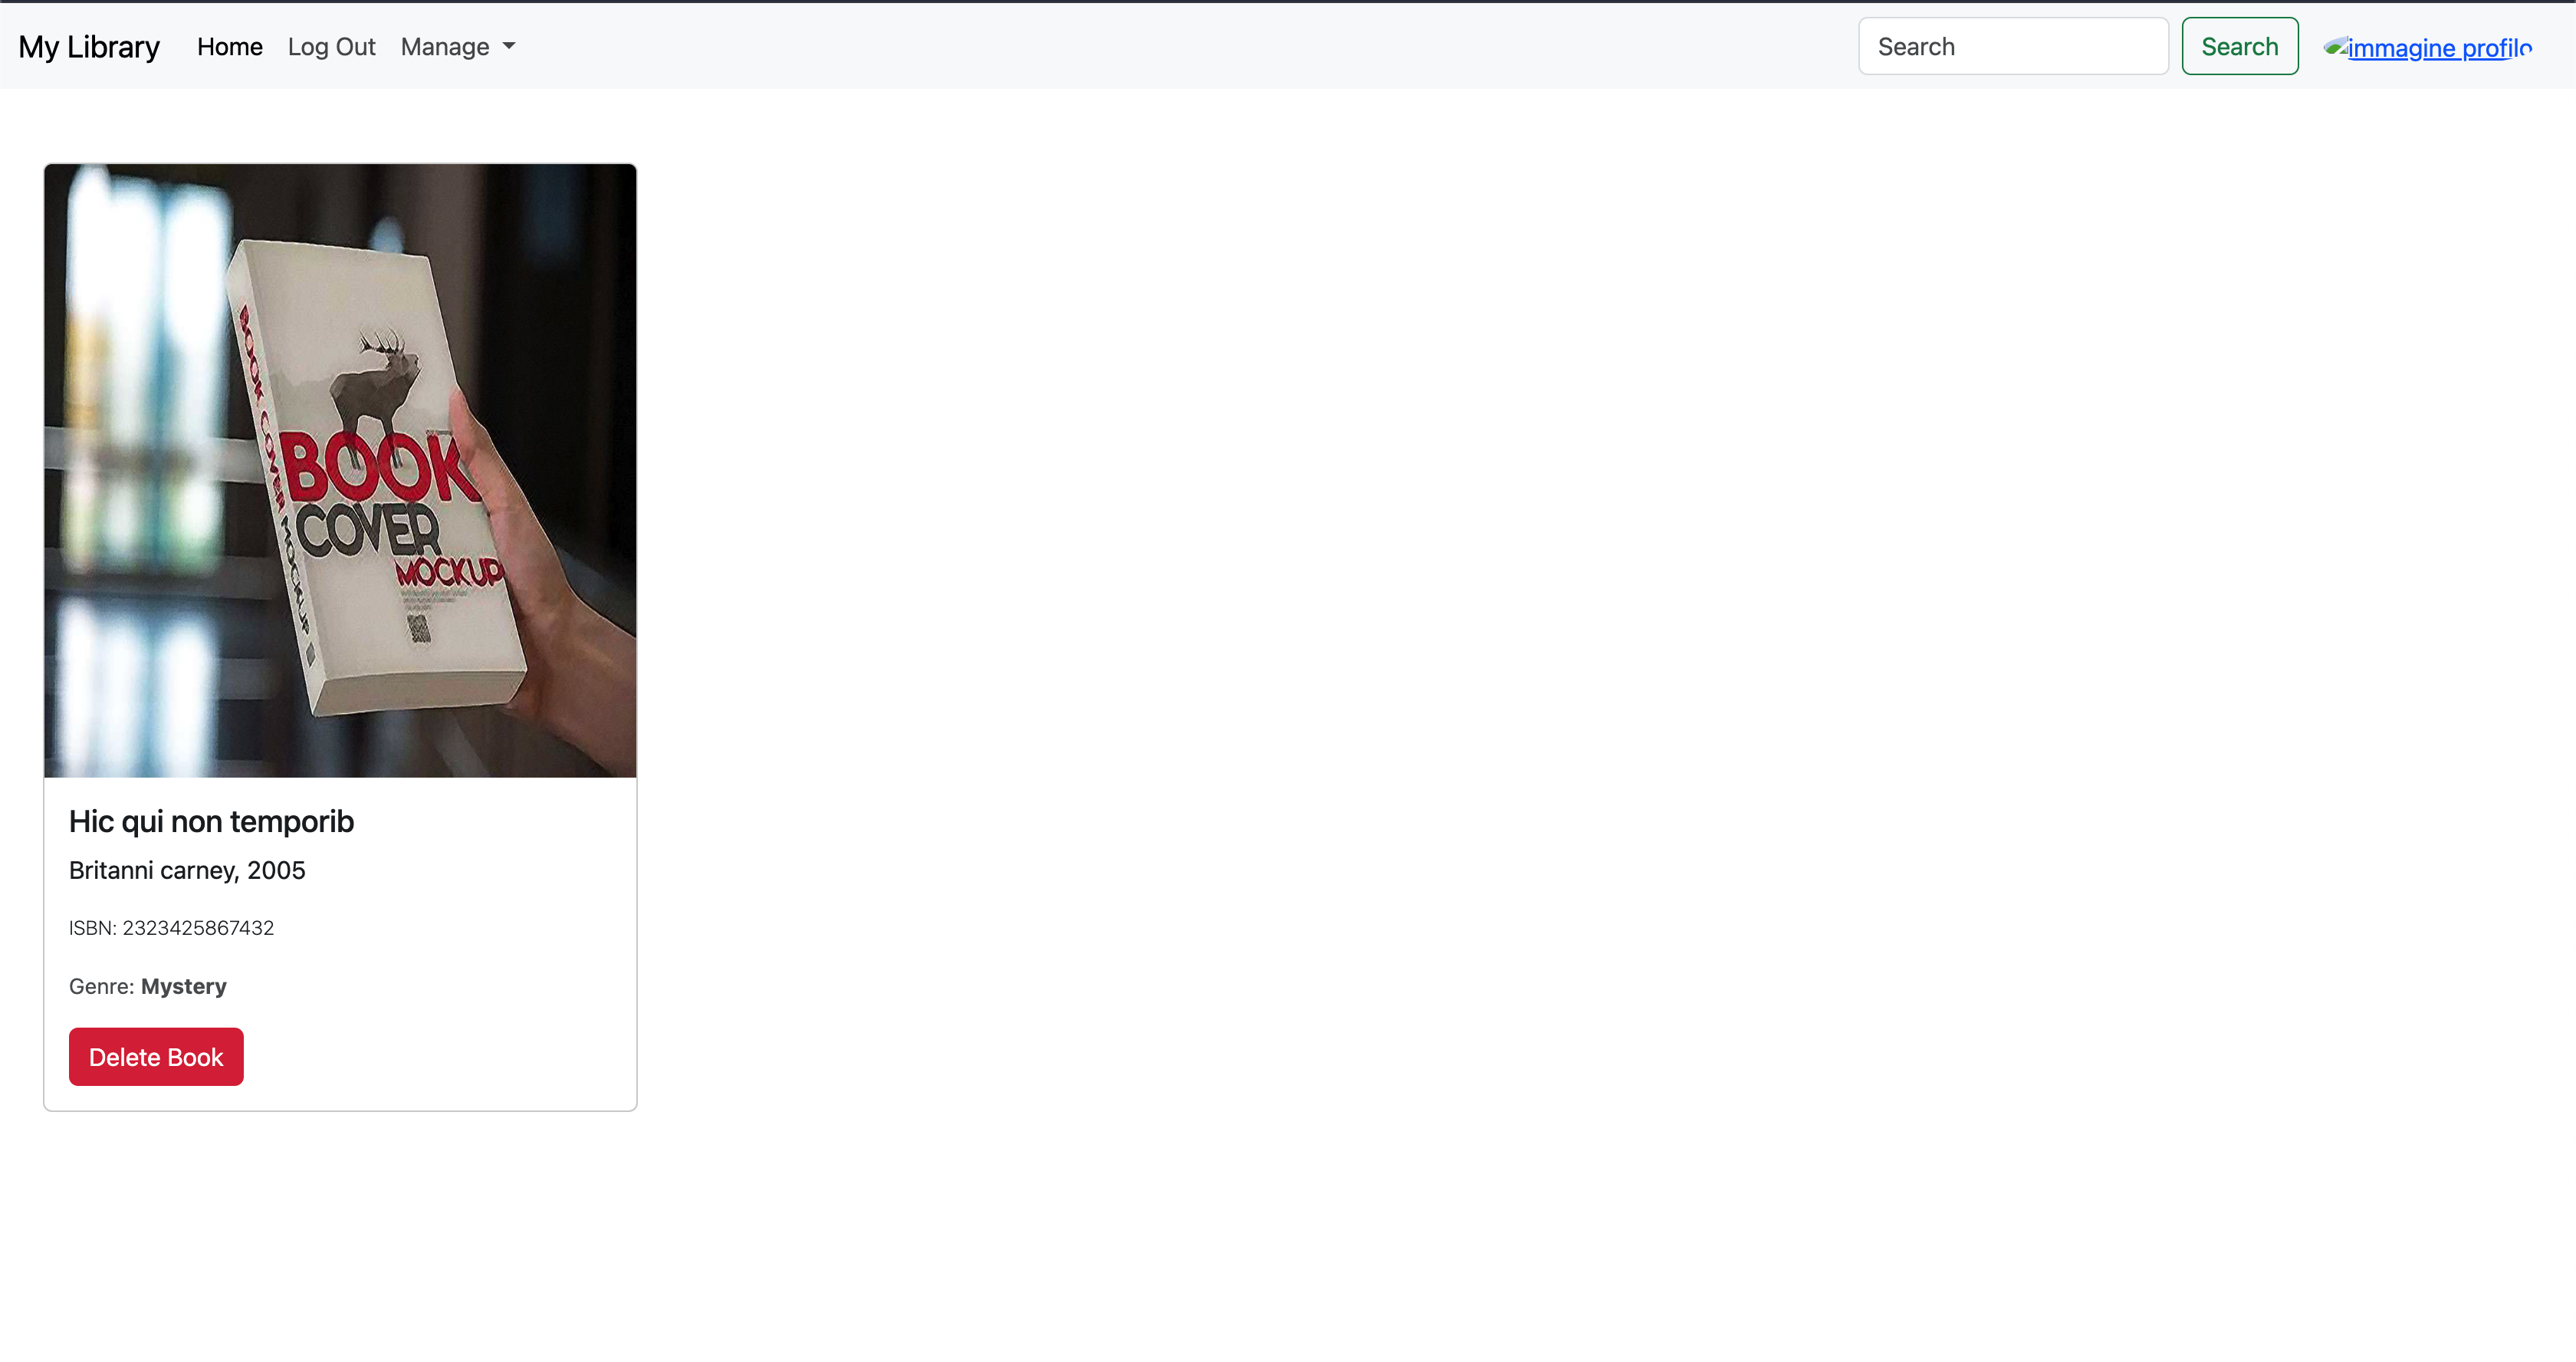 My Library Home Log Out Manage Search Search immagine profilo
BOOK COVER MOCKUP
BOOK
COVER
MOCKUP
Hic qui non temporib
Britanni carney, 2005
ISBN: 2323425867432
Genre: Mystery
Delete Book